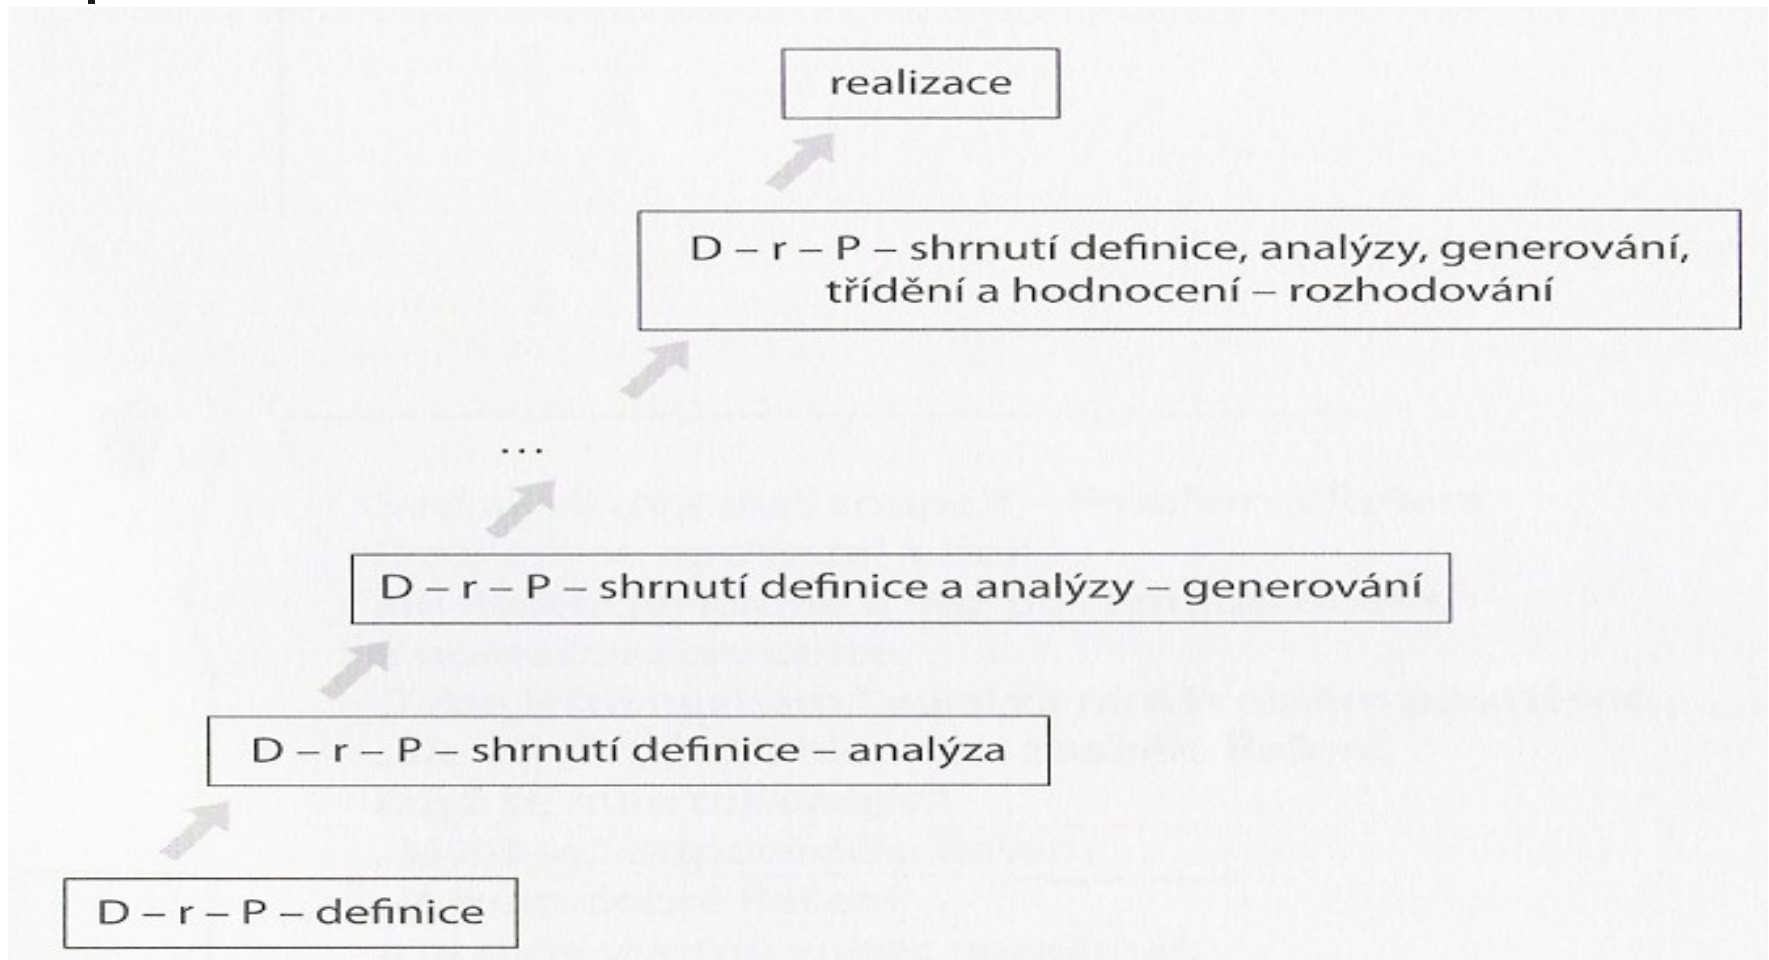 realizace
D – r – P – shrnutí definice, analýzy, generování,
třídění a hodnocení – rozhodování
...
D – r – P – shrnutí definice a analýzy – generování
D – r – P – shrnutí definice – analýza
D – r – P – definice